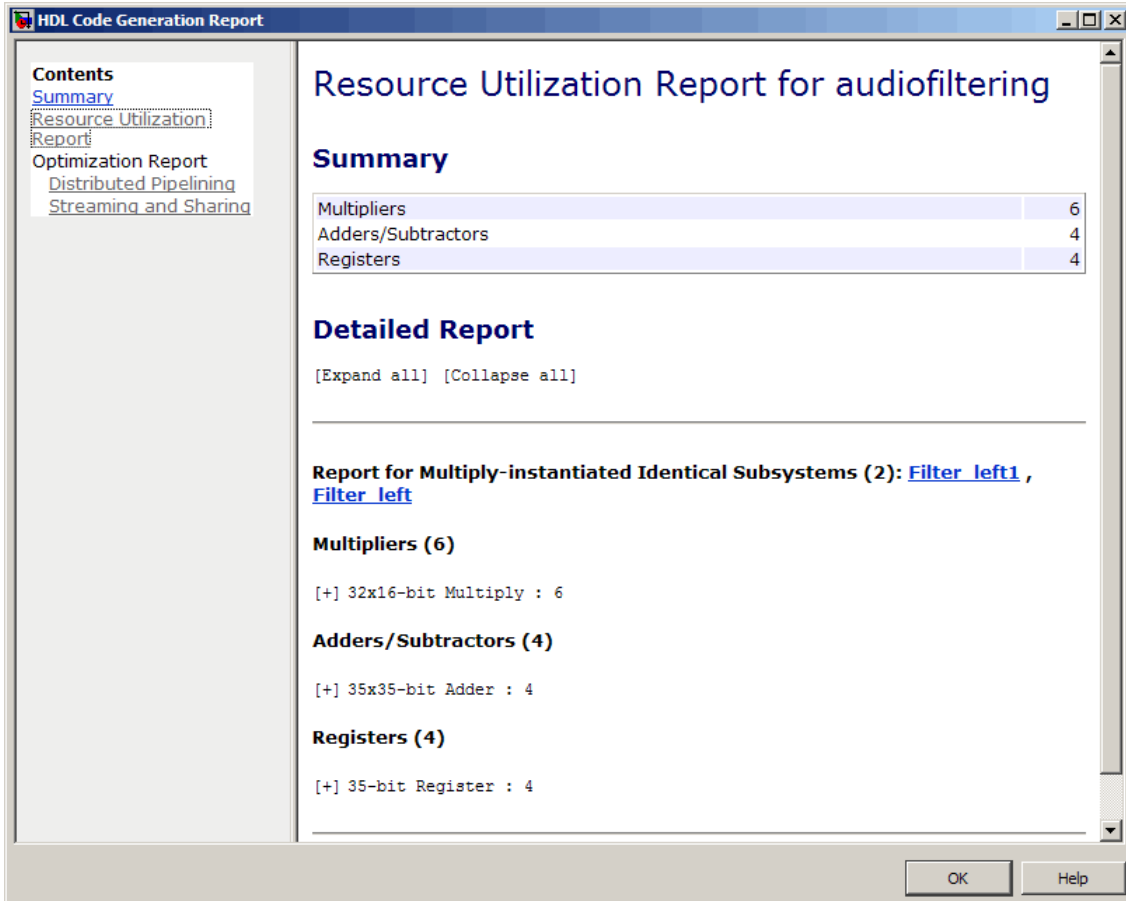 HDL Code Generation Report
Contents
Summary
Resource Utilization
Report
Optimization Report
Distributed Pipelining
Streaming and Sharing
Resource Utilization Report for audiofiltering
Summary
Multipliers 6
Adders/Subtractors 4
Registers 4
Detailed Report
[Expand all] [Collapse all]
Report for Multiply-instantiated Identical Subsystems (2): Filter_left1 ,
Filter_left
Multipliers (6)
[+] 32x16-bit Multiply : 6
Adders/Subtractors (4)
[+] 35x35-bit Adder : 4
Registers (4)
[+] 35-bit Register : 4
OK Help